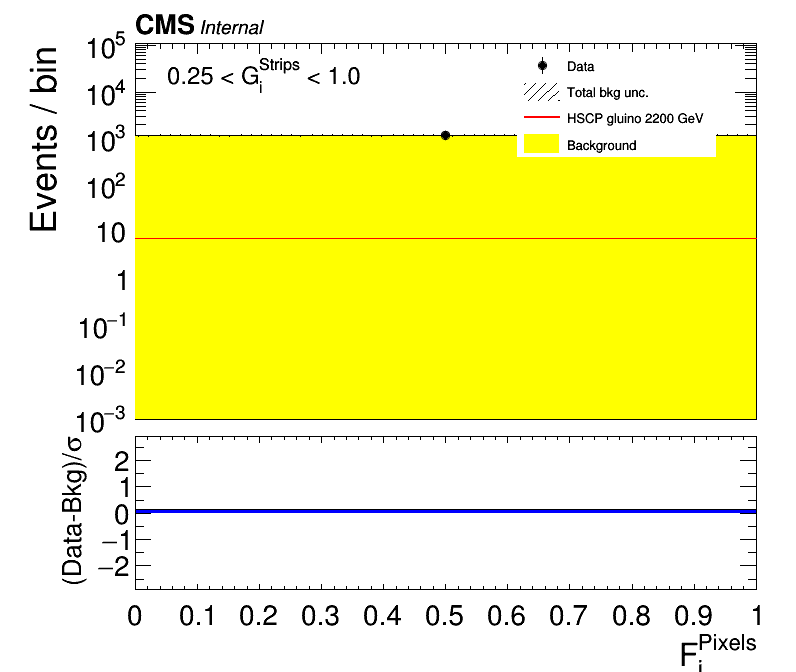 CMS Internal
Events / bin
10^5
10^4
10^3
10^2
10
1
10^−1
10^−2
10^−3
0.25 < G_i^Strips < 1.0
Data
Total bkg unc.
HSCP gluino 2200 GeV
Background
(Data-Bkg)/σ
2
1
0
−1
−2
0 0.1 0.2 0.3 0.4 0.5 0.6 0.7 0.8 0.9 1
F_i^Pixels